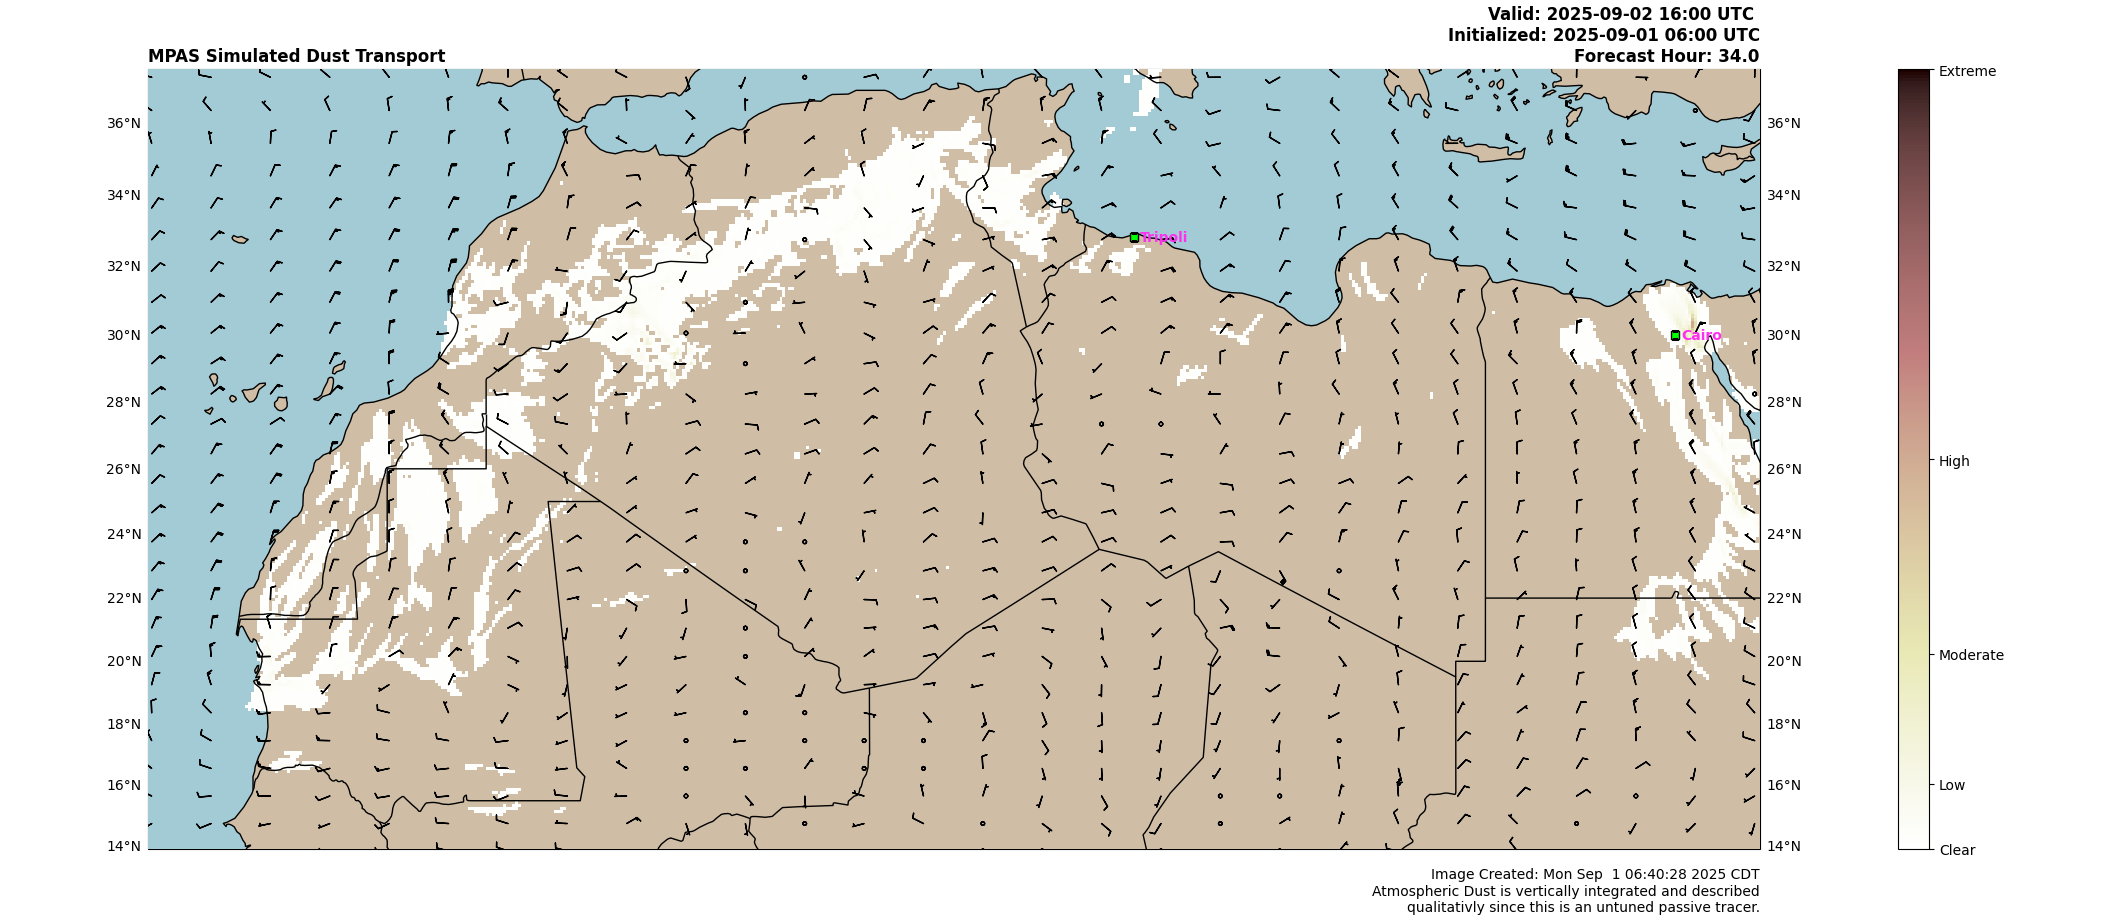 Valid: 2025-09-02 16:00 UTC
Initialized: 2025-09-01 06:00 UTC
MPAS Simulated Dust Transport
Forecast Hour: 34.0
Extreme
36°N
36°N
34°N
34°N
Tripoli
32°N
32°N
30°N
Cairo
30°N
28°N
28°N
26°N
26°N
High
24°N
24°N
22°N
22°N
20°N
20°N
Moderate
18°N
18°N
16°N
16°N
Low
14°N
14°N
Clear
Image Created: Mon Sep  1 06:40:28 2025 CDT
Atmospheric Dust is vertically integrated and described
qualitativly since this is an untuned passive tracer.